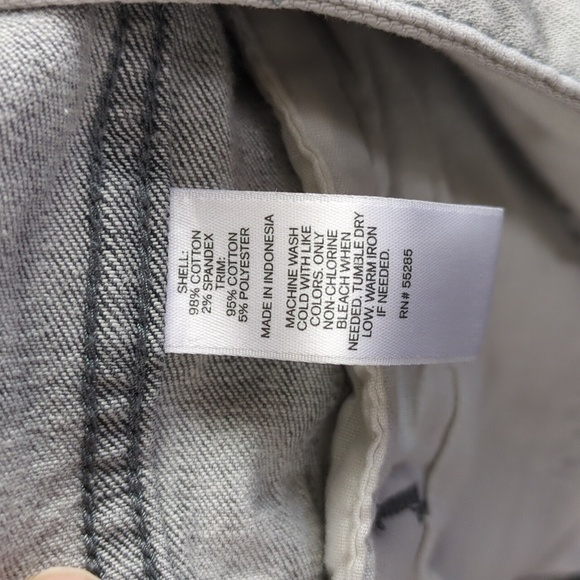 SHELL:
98% COTTON
2% SPANDEX
TRIM:
95% COTTON
5% POLYESTER
MADE IN INDONESIA
MACHINE WASH
COLD WITH LIKE
COLORS. ONLY
NON-CHLORINE
BLEACH WHEN
NEEDED. TUMBLE DRY
LOW. WARM IRON
IF NEEDED.
RN# 55285